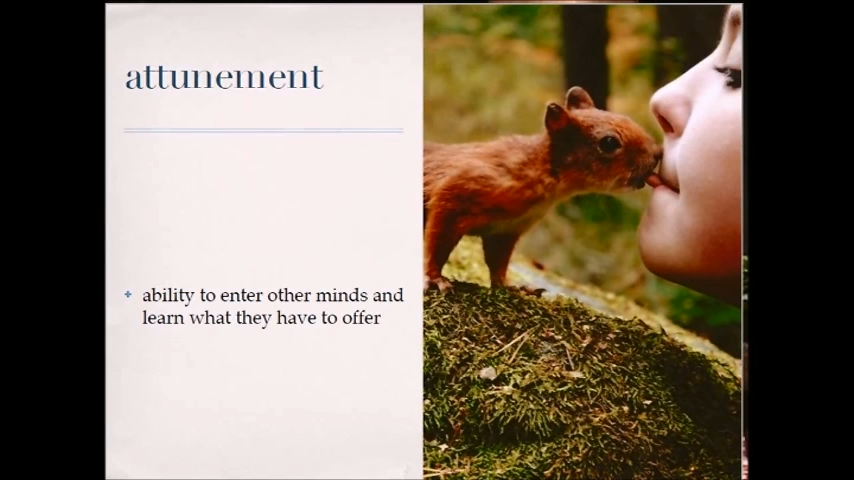 attunement
ability to enter other minds and
learn what they have to offer